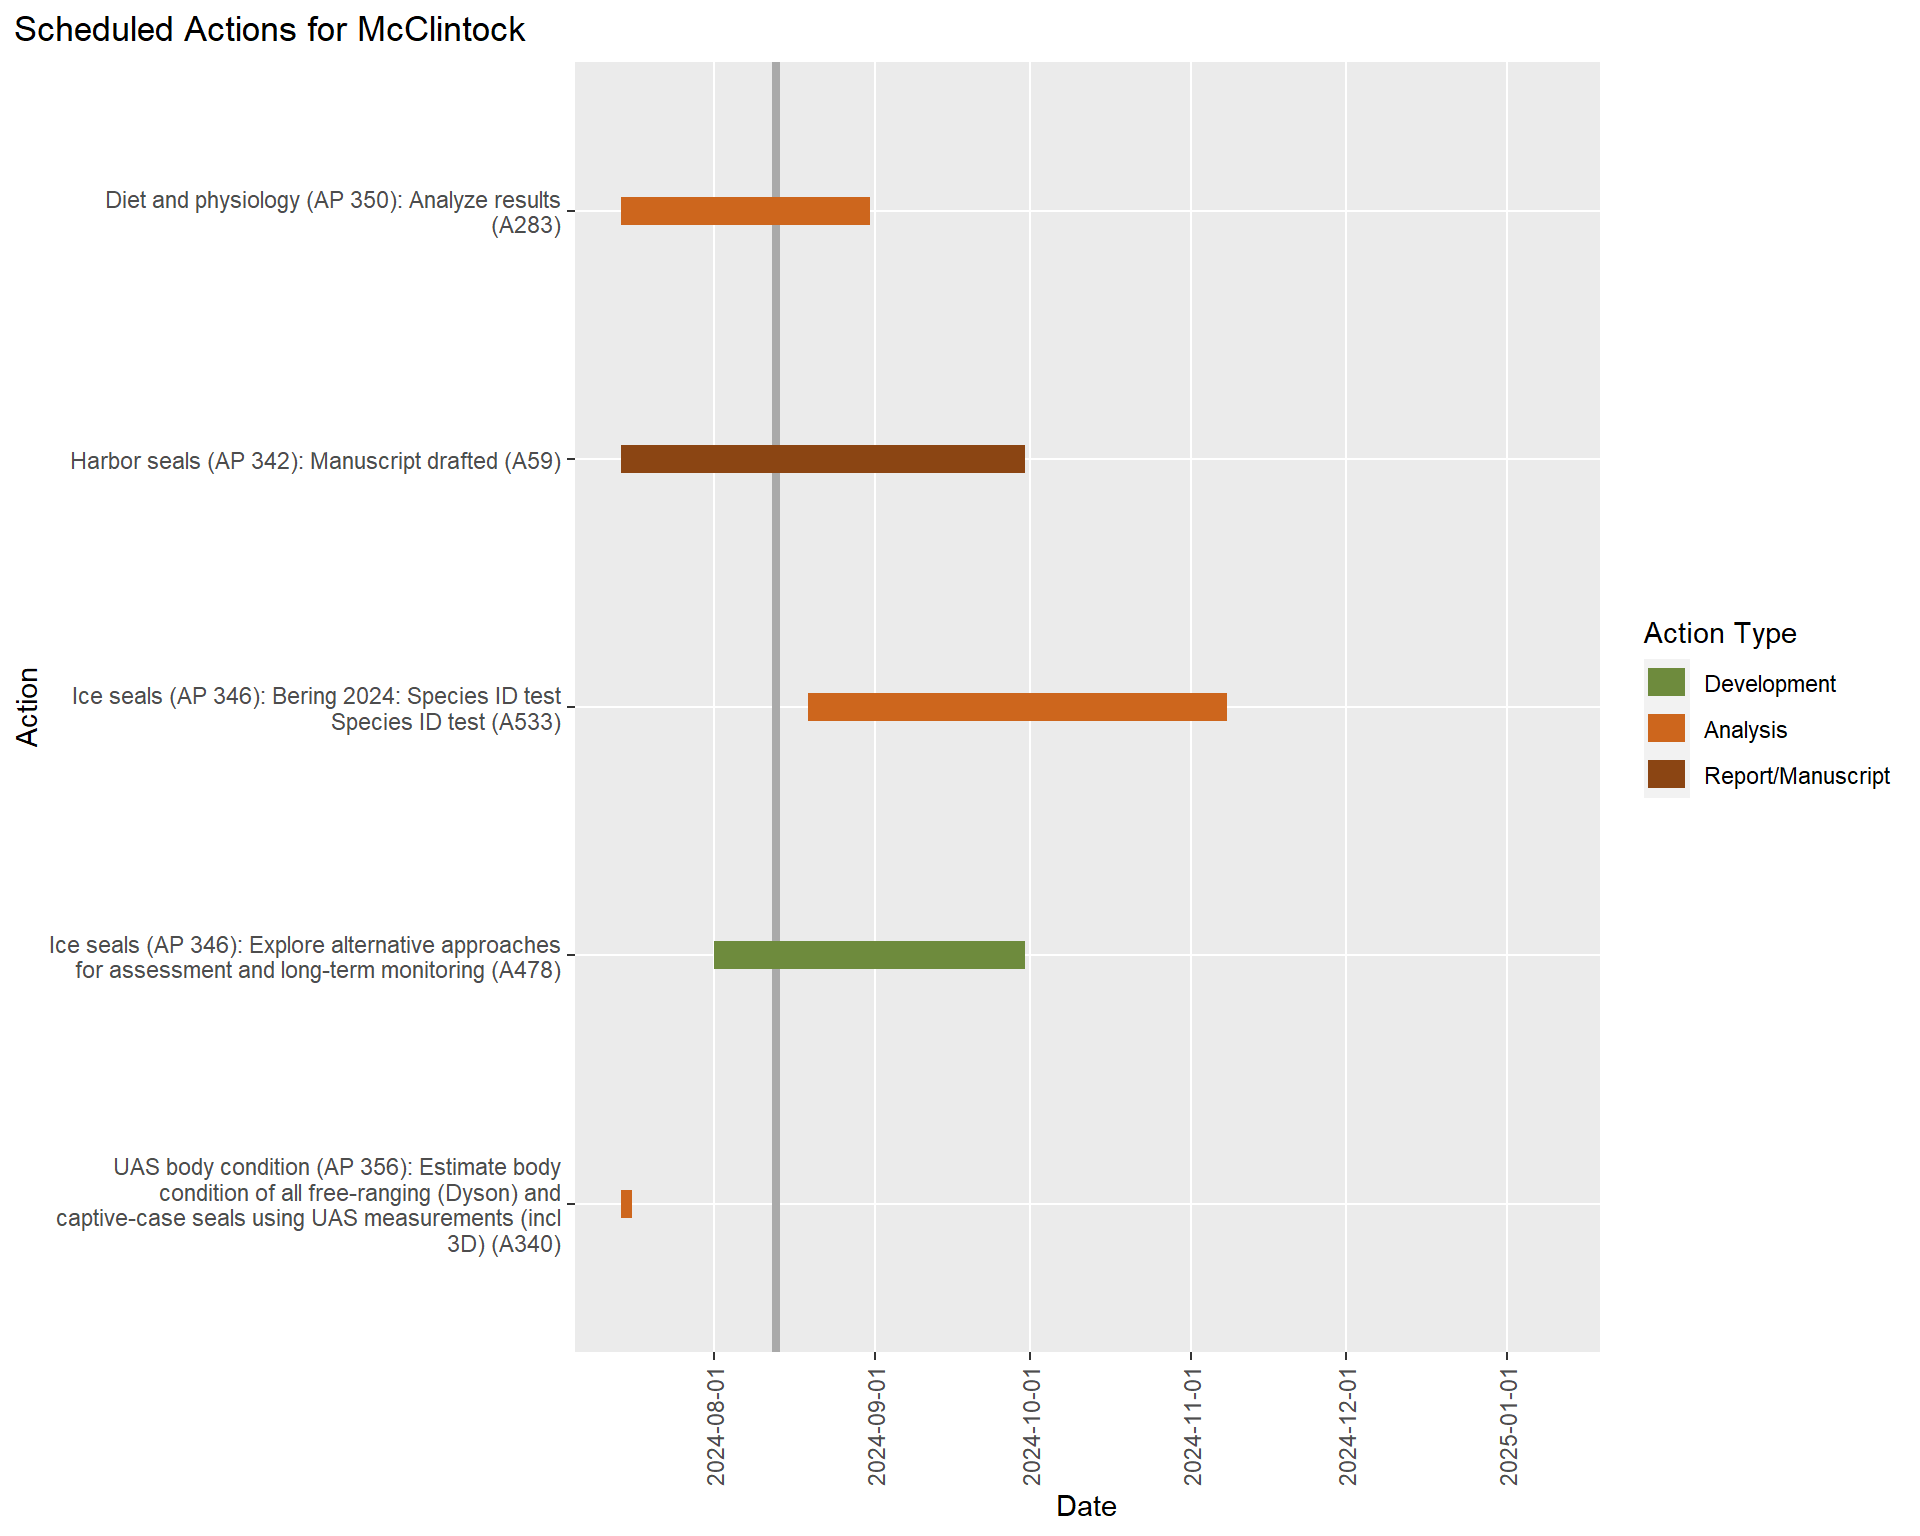 Scheduled Actions for McClintock
Diet and physiology (AP 350): Analyze results
(A283)
Harbor seals (AP 342): Manuscript drafted (A59)
Ice seals (AP 346): Bering 2024: Species ID test
Species ID test (A533)
Ice seals (AP 346): Explore alternative approaches
for assessment and long-term monitoring (A478)
UAS body condition (AP 356): Estimate body
condition of all free-ranging (Dyson) and
captive-case seals using UAS measurements (incl
3D) (A340)
Action
2024-08-01
2024-09-01
2024-10-01
2024-11-01
2024-12-01
2025-01-01
Date
Action Type
Development
Analysis
Report/Manuscript